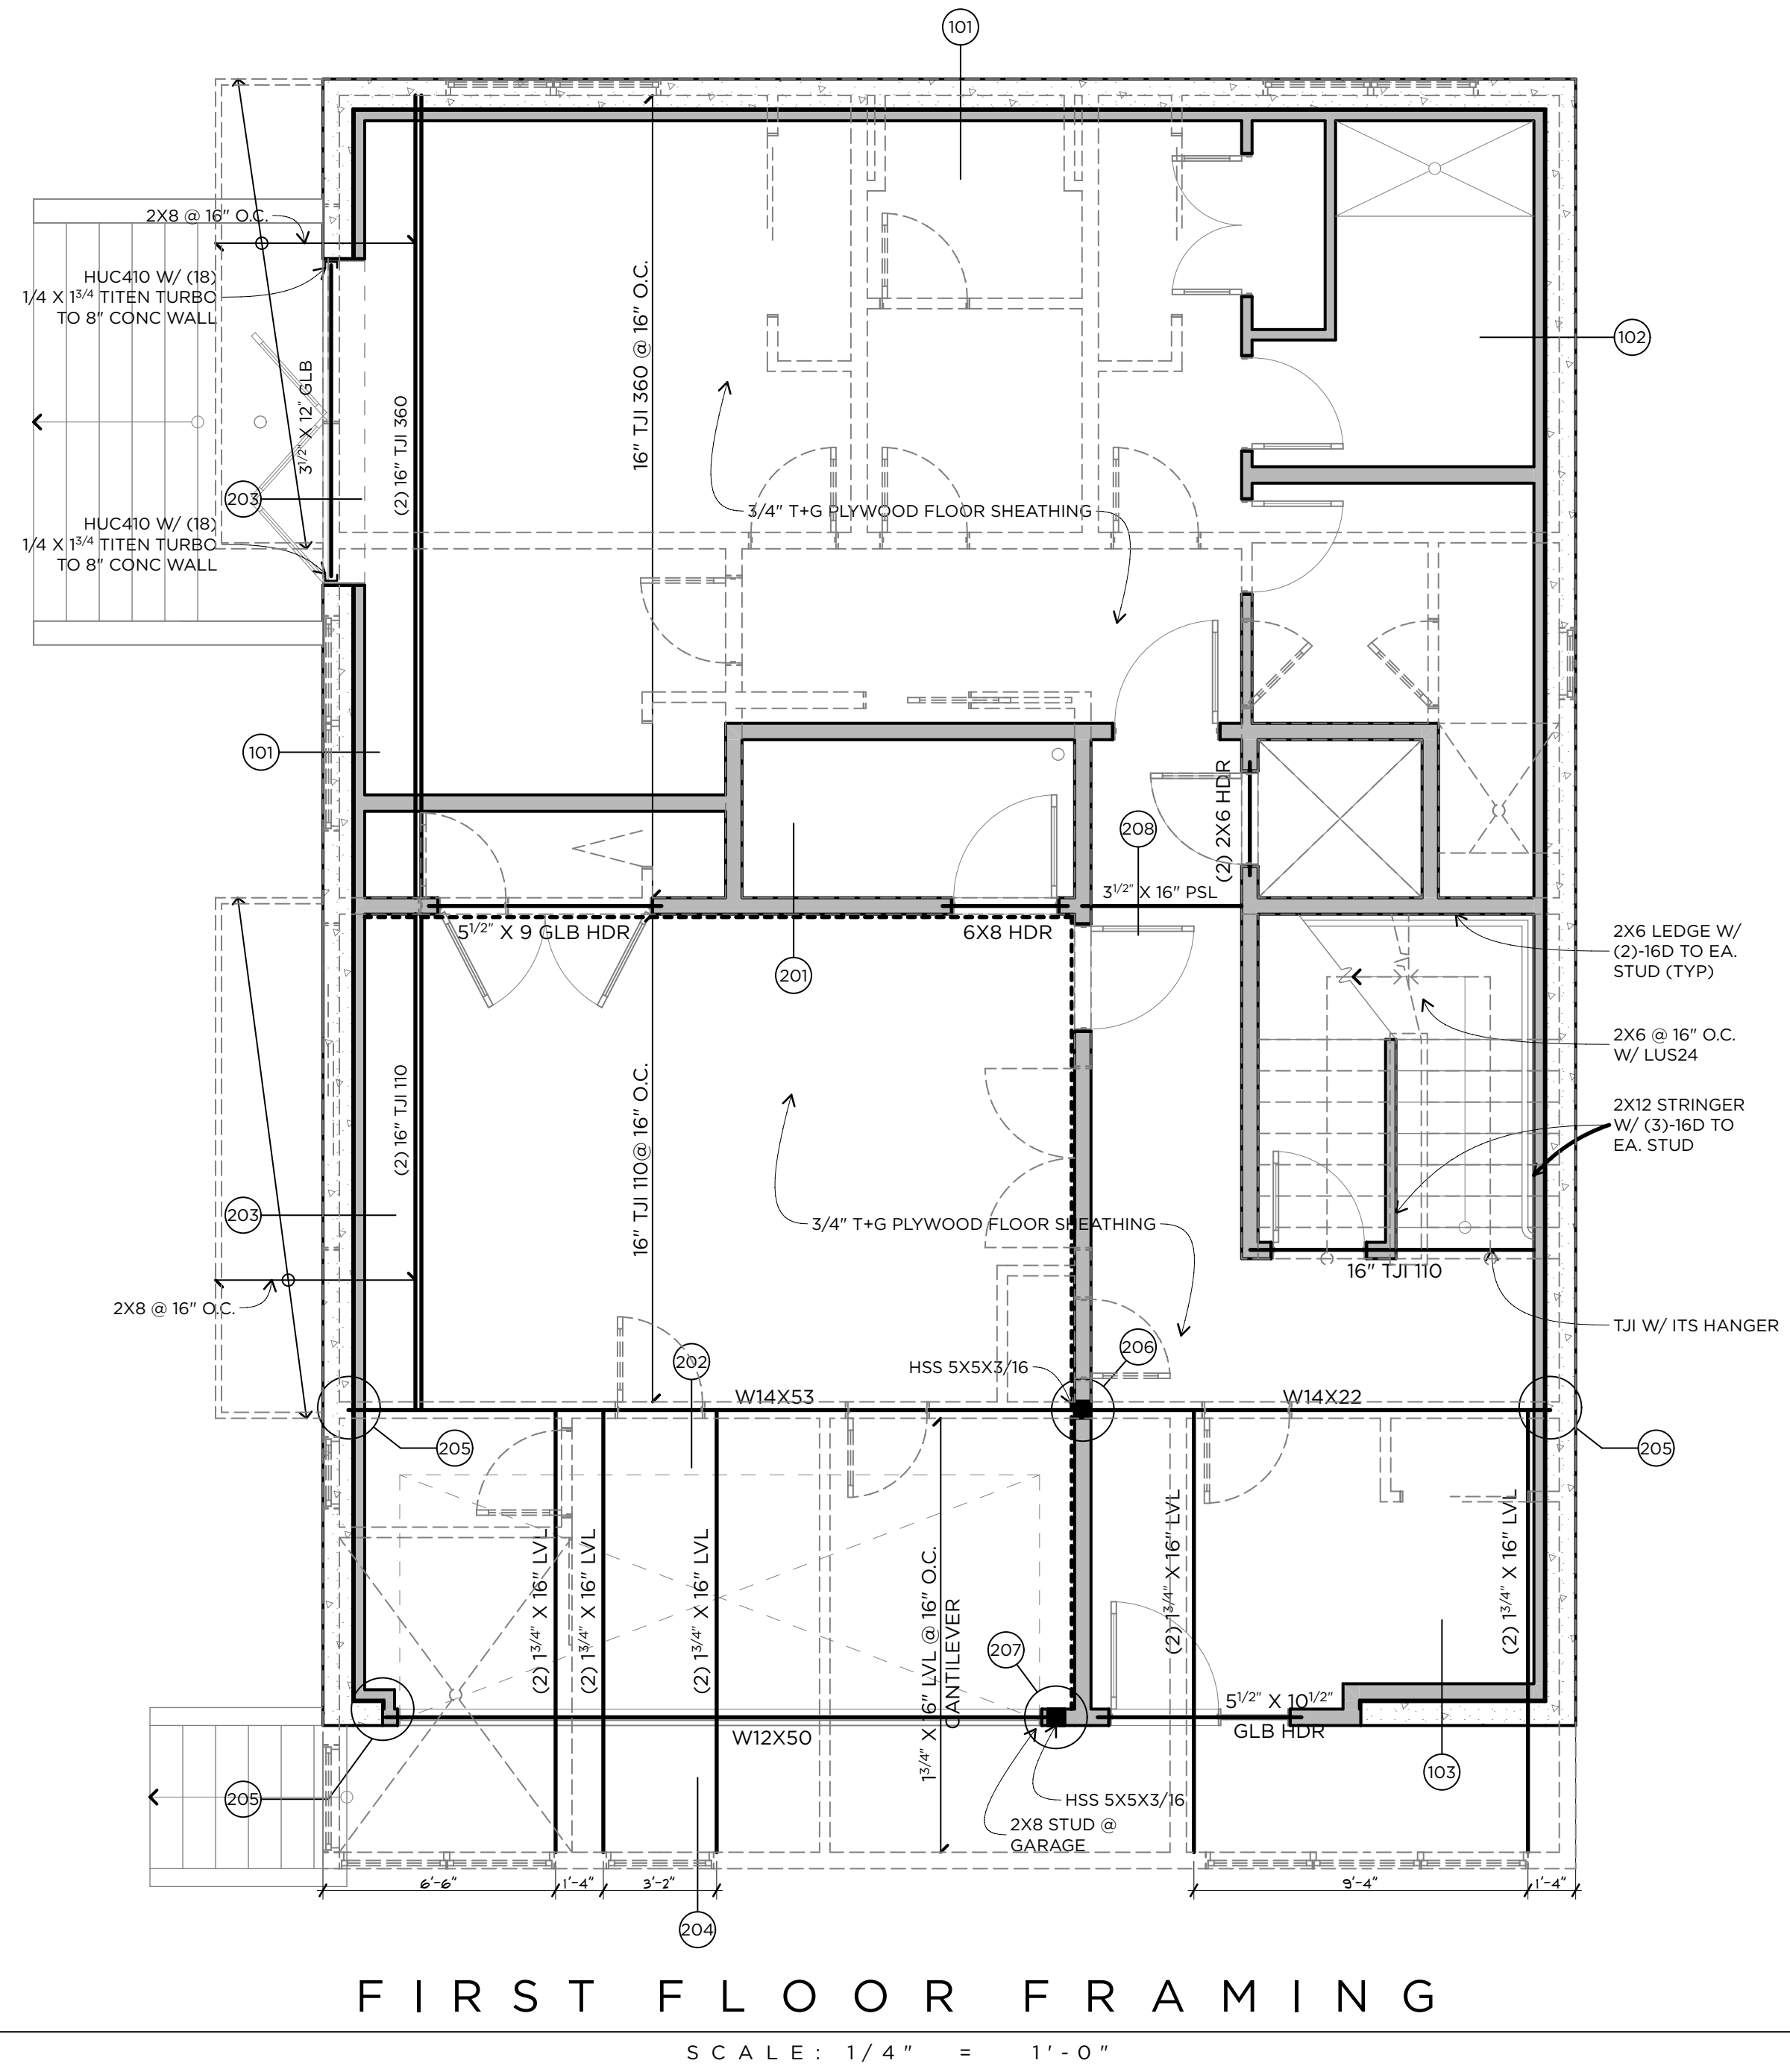 101
2X8 @ 16" O.C.
HUC410 W/ (18)
1/4 X 1 3/4 TITEN TURBO
TO 8" CONC WALL
3 1/2" X 12" GLB
(2) 16" TJI 360
16" TJI 360 @ 16" O.C.
102
203
3/4" T+G PLYWOOD FLOOR SHEATHING
HUC410 W/ (18)
1/4 X 1 3/4 TITEN TURBO
TO 8" CONC WALL
101
208
(2) 2X6 HDR
3 1/2" X 16" PSL
5 1/2" X 9 GLB HDR
6X8 HDR
201
2X6 LEDGE W/
(2)-16D TO EA.
STUD (TYP)
2X6 @ 16" O.C.
W/ LUS24
2X12 STRINGER
W/ (3)-16D TO
EA. STUD
(2) 16" TJI 110
16" TJI 110@ 16" O.C.
203
3/4" T+G PLYWOOD FLOOR SHEATHING
16" TJI 110
2X8 @ 16" O.C.
TJI W/ ITS HANGER
206
202
HSS 5X5X3/16
W14X53
W14X22
205
205
(2) 1 3/4" X 16" LVL
(2) 1 3/4" X 16" LVL
(2) 1 3/4" X 16" LVL
1 3/4" X 16" LVL @ 16" O.C.
CANTILEVER
(2) 1 3/4" X 16" LVL
(2) 1 3/4" X 16" LVL
207
5 1/2" X 10 1/2"
GLB HDR
W12X50
103
205
HSS 5X5X3/16
2X8 STUD @
GARAGE
6'-6"
1'-4"
3'-2"
9'-4"
1'-4"
204
FIRST FLOOR FRAMING
SCALE: 1/4" = 1'-0"